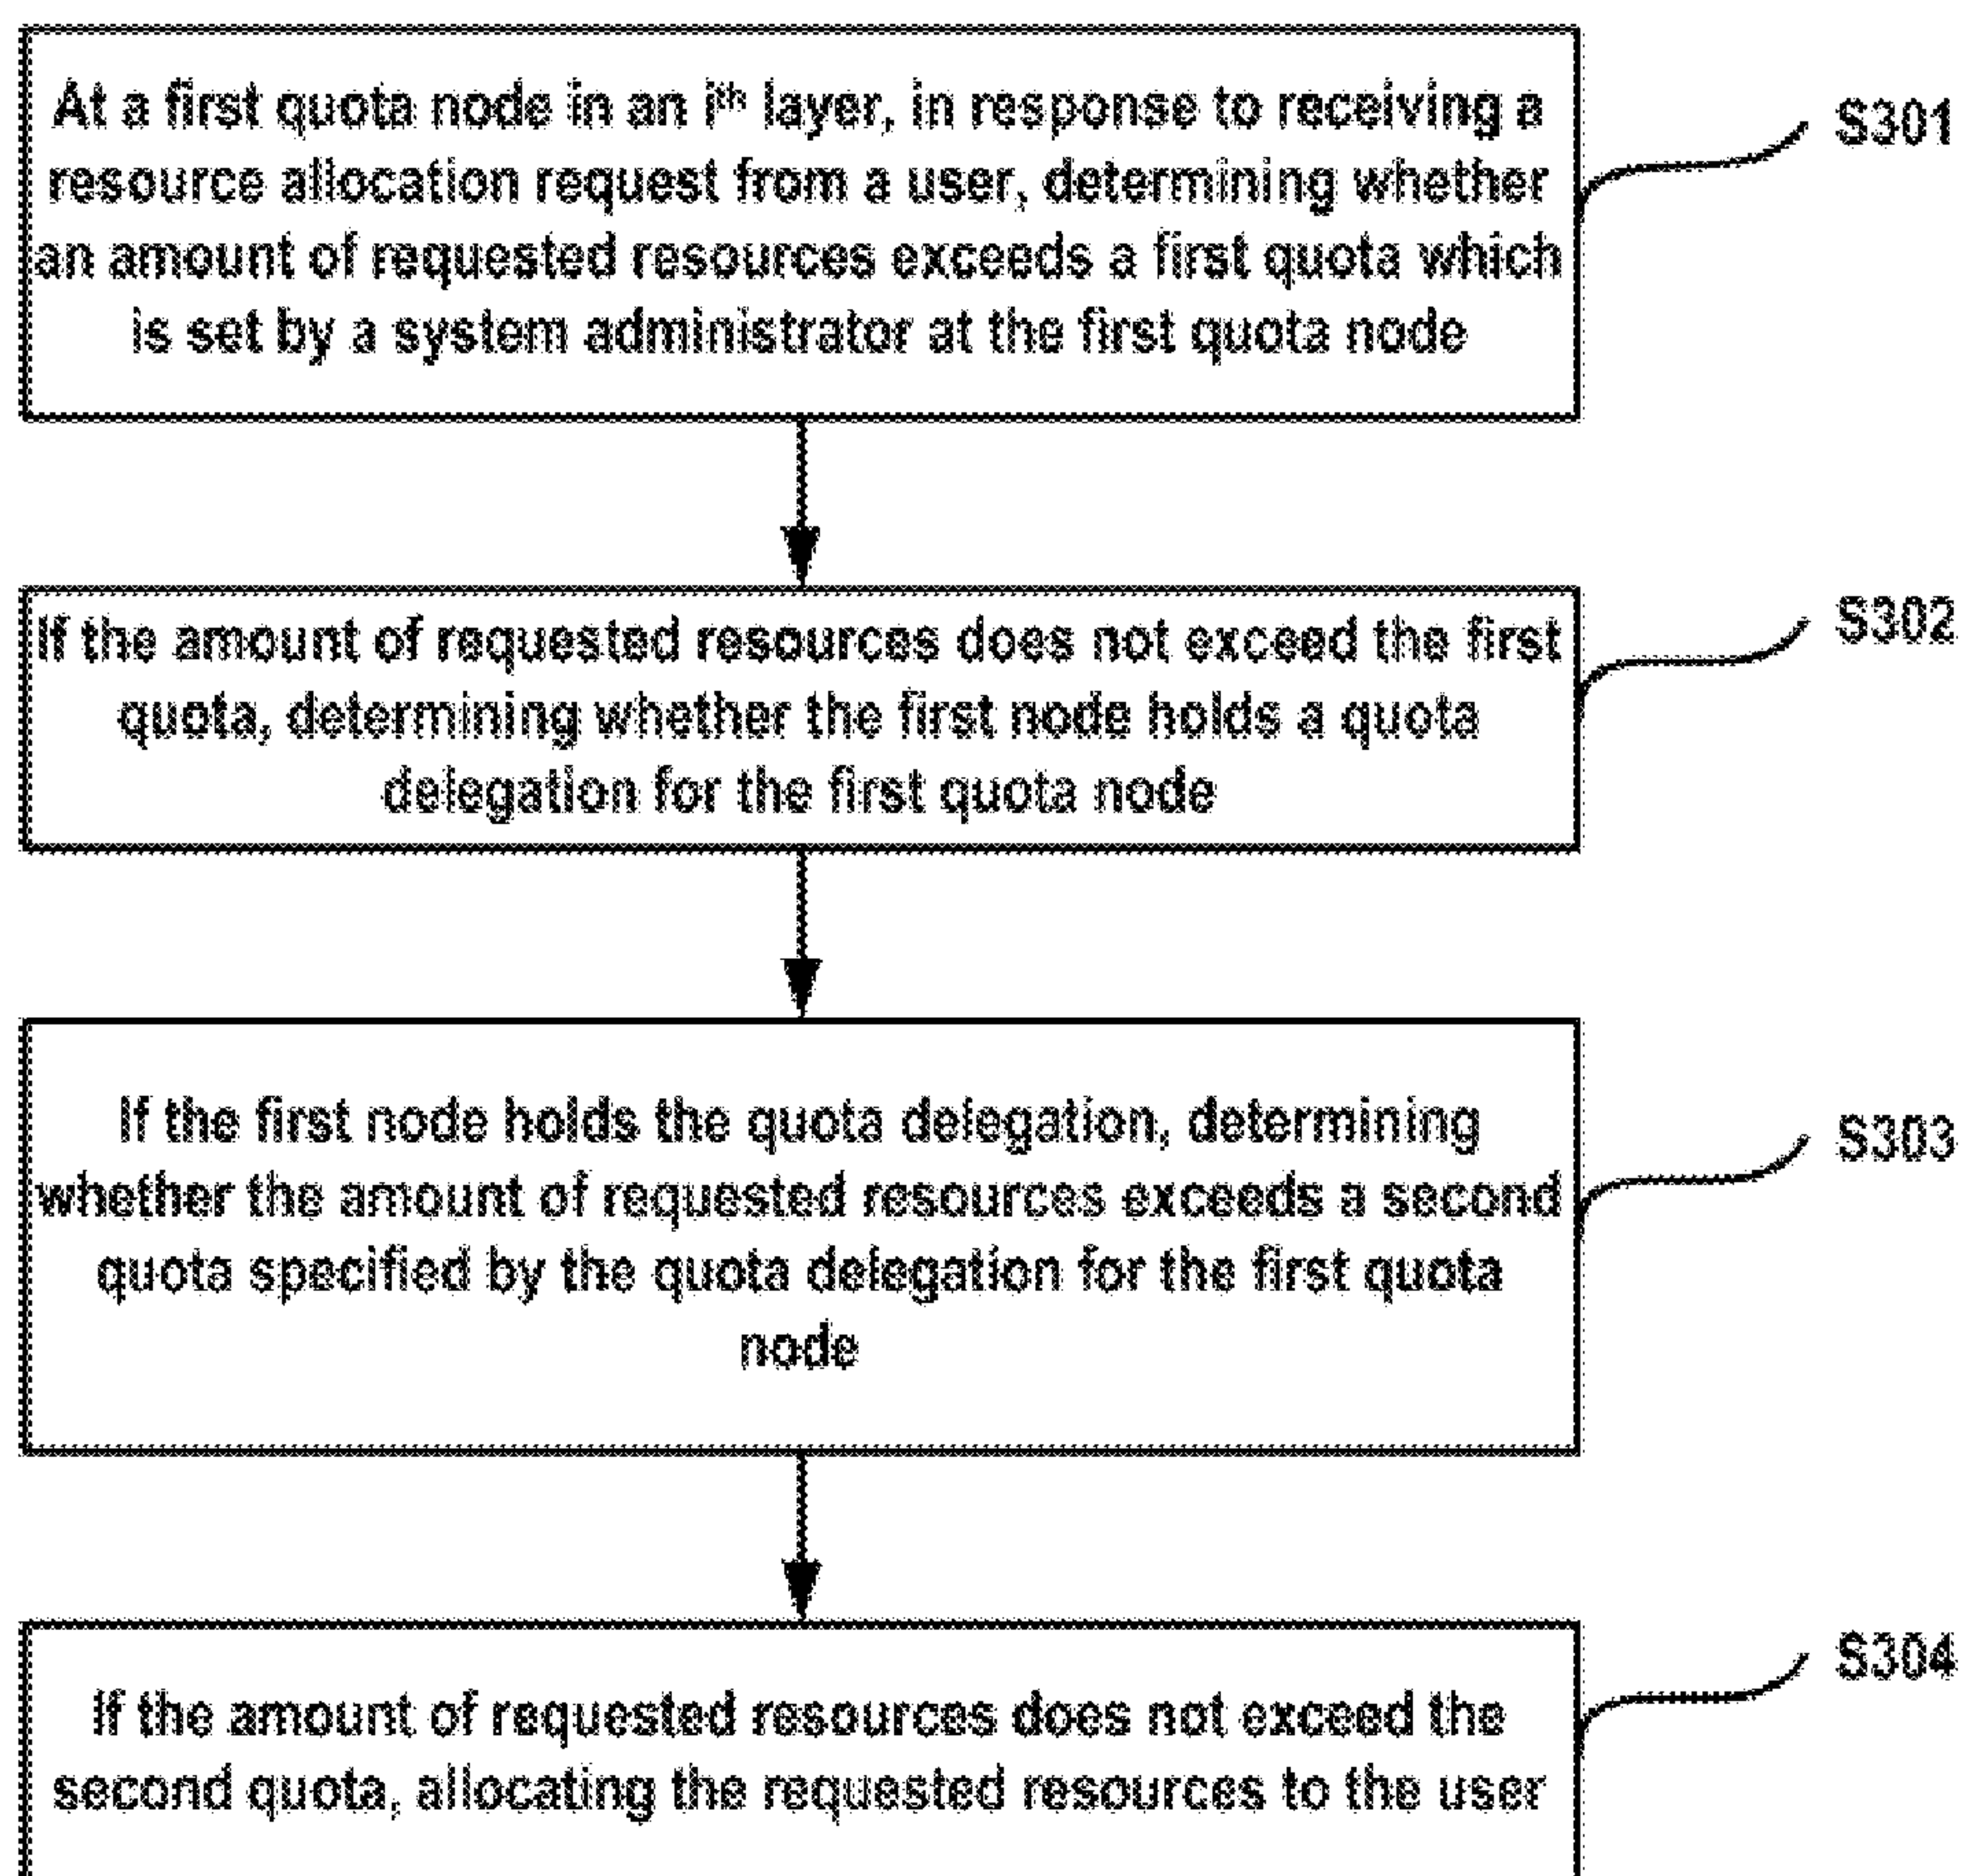 At a first quota node in an ith layer, in response to receiving a
resource allocation request from a user, determining whether
an amount of requested resources exceeds a first quota which
is set by a system administrator at the first quota node
S301
If the amount of requested resources does not exceed the first
quota, determining whether the first node holds a quota
delegation for the first quota node
S302
If the first node holds the quota delegation, determining
whether the amount of requested resources exceeds a second
quota specified by the quota delegation for the first quota
node
S303
If the amount of requested resources does not exceed the
second quota, allocating the requested resources to the user
S304